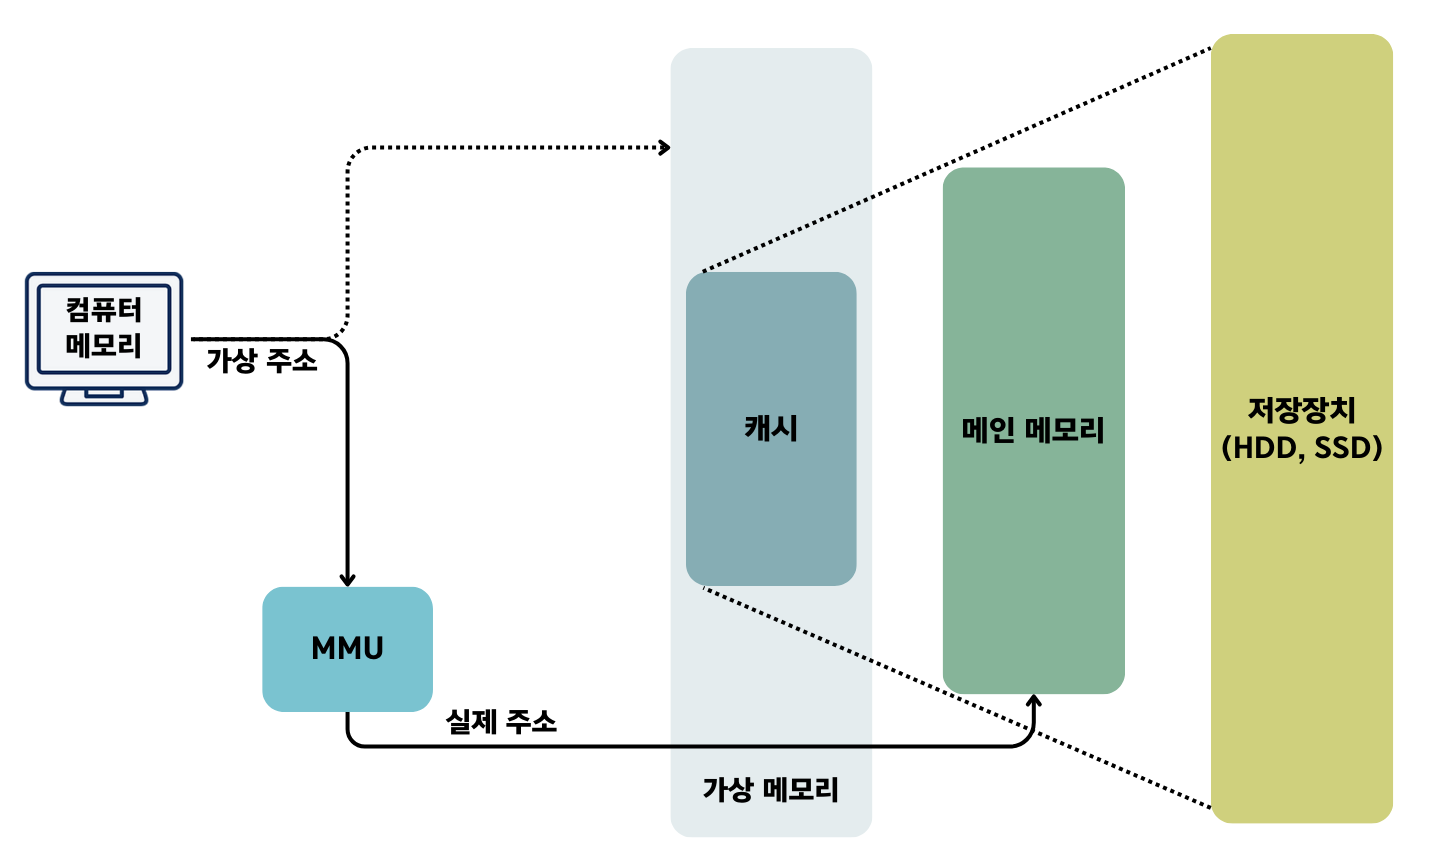 컴퓨터
메모리
가상 주소
캐시
메인 메모리
저장장치
(HDD, SSD)
MMU
실제 주소
가상 메모리